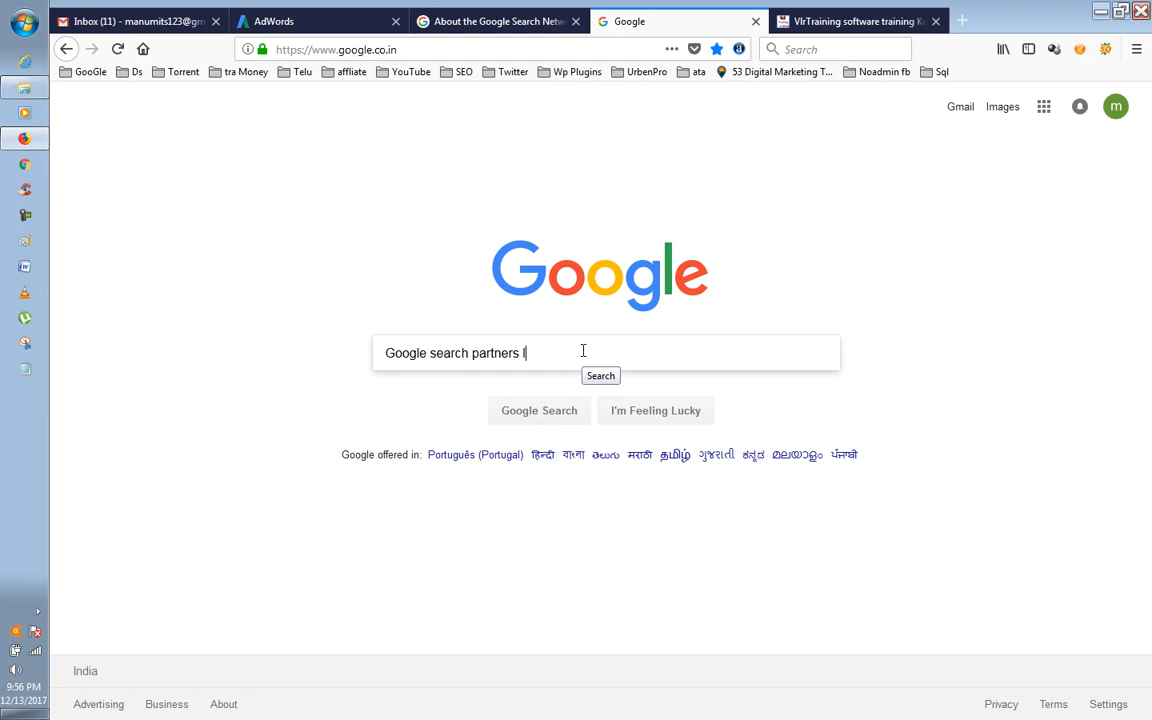 Inbox (11) - manumits123@gm
AdWords
About the Google Search Netw
Google
VlrTraining software training Ku
https://www.google.co.in
Search
GooGle
Ds
Torrent
tra Money
Telu
affliate
YouTube
SEO
Twitter
Wp Plugins
UrbenPro
ata
53 Digital Marketing T...
Noadmin fb
Sql
Gmail Images
m
Google
Google search partners l
Search
Google Search
I'm Feeling Lucky
Google offered in: Português (Portugal) हिन्दी বাংলা తెలుగు मराठी தமிழ் ગુજરાતી ಕನ್ನಡ മലയാളം ਪੰਜਾਬੀ
India
Advertising Business About
Privacy Terms Settings
9:56 PM
12/13/2017